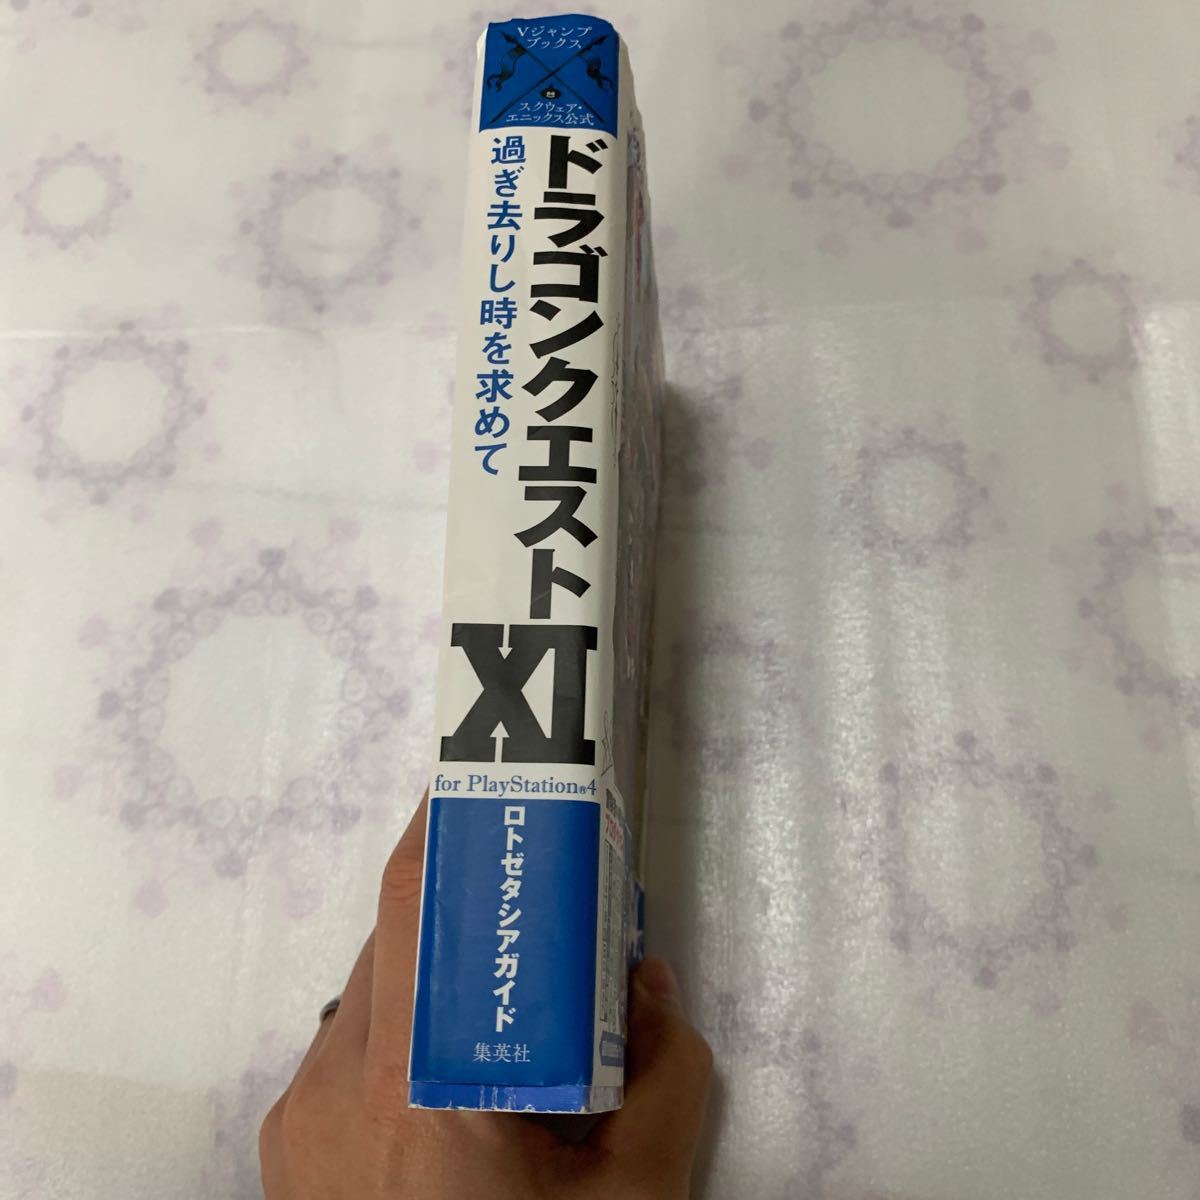 Vジャンプ
ブックス
スクウェア・
エニックス公式
ドラゴンクエスト
XI
過ぎ去りし時を求めて
for PlayStation®4
ロトゼタシアガイド
集英社